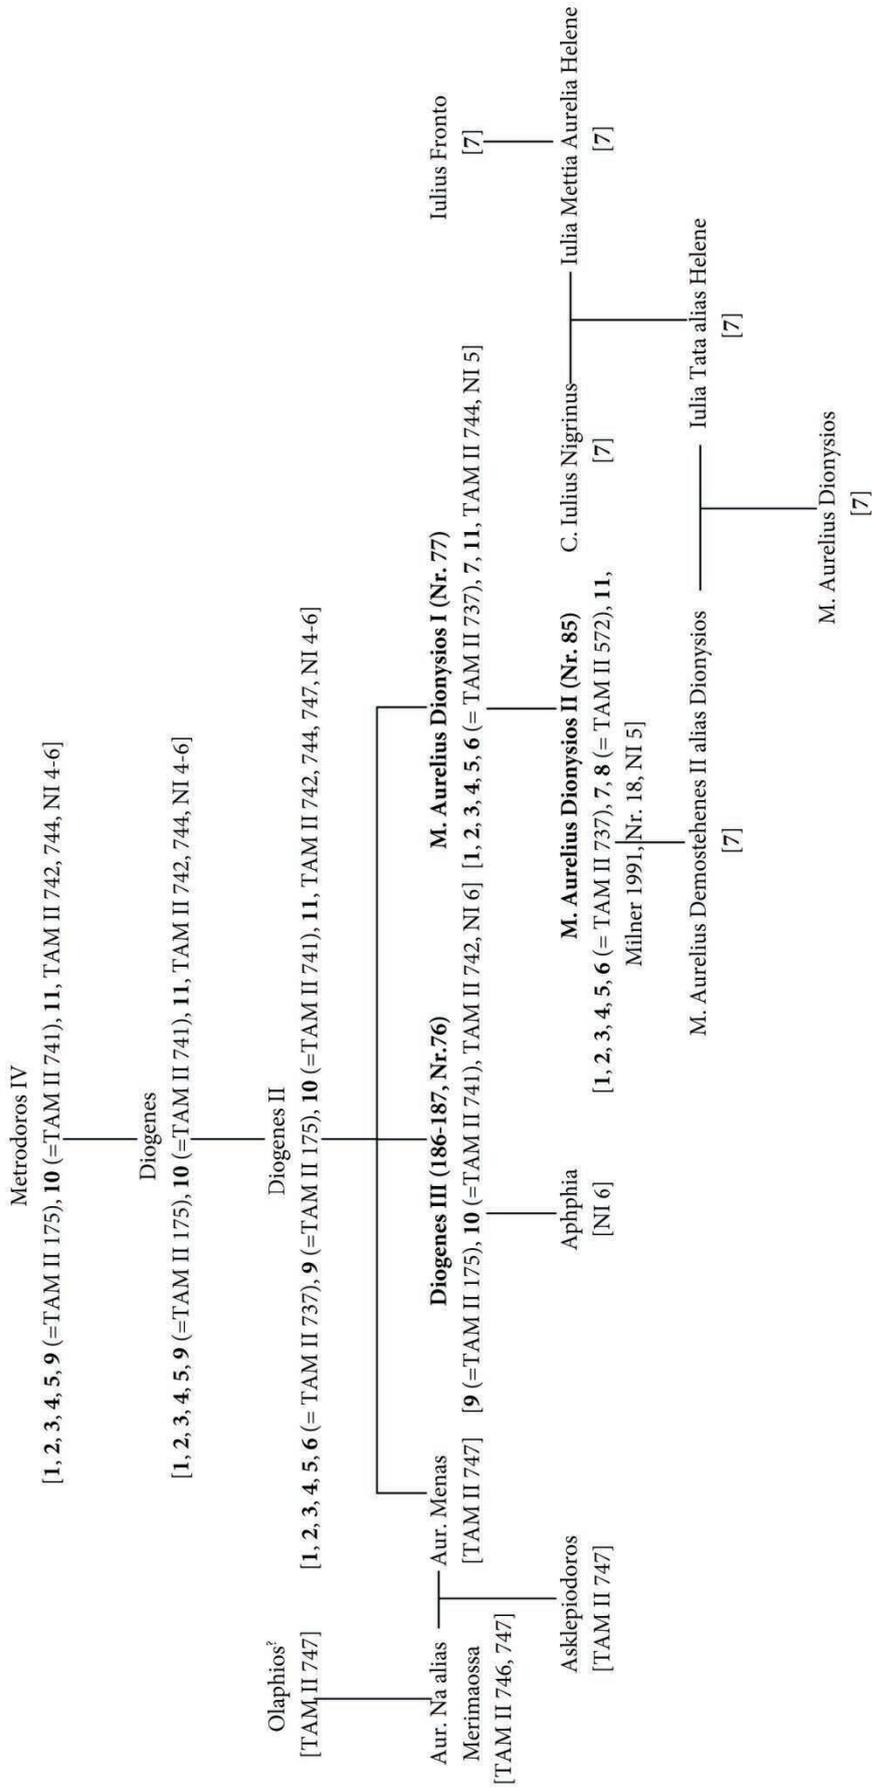 Metrodoros IV
[1, 2, 3, 4, 5, 9 (=TAM II 175), 10 (=TAM II 741), 11, TAM II 742, 744, NI 4-6]
Diogenes
[1, 2, 3, 4, 5, 9 (=TAM II 175), 10 (=TAM II 741), 11, TAM II 742, 744, NI 4-6]
Olaphios?
[TAM II 747]
Diogenes II
[1, 2, 3, 4, 5, 6 (= TAM II 737), 9 (=TAM II 175), 10 (=TAM II 741), 11, TAM II 742, 744, 747, NI 4-6]
Aur. Na alias
Merimaossa
[TAM II 746, 747]
Aur. Menas
[TAM II 747]
Diogenes III (186-187, Nr.76)
[9 (=TAM II 175), 10 (=TAM II 741), TAM II 742, NI 6]
M. Aurelius Dionysios I (Nr. 77)
[1, 2, 3, 4, 5, 6 (= TAM II 737), 7, 11, TAM II 744, NI 5]
Iulius Fronto
[7]
Asklepiodoros
[TAM II 747]
Aphphia
[NI 6]
M. Aurelius Dionysios II (Nr. 85)
[1, 2, 3, 4, 5, 6 (= TAM II 737), 7, 8 (= TAM II 572), 11,
Milner 1991, Nr. 18, NI 5]
C. Iulius Nigrinus
[7]
Iulia Mettia Aurelia Helene
[7]
M. Aurelius Demostehenes II alias Dionysios
[7]
Iulia Tata alias Helene
[7]
M. Aurelius Dionysios
[7]